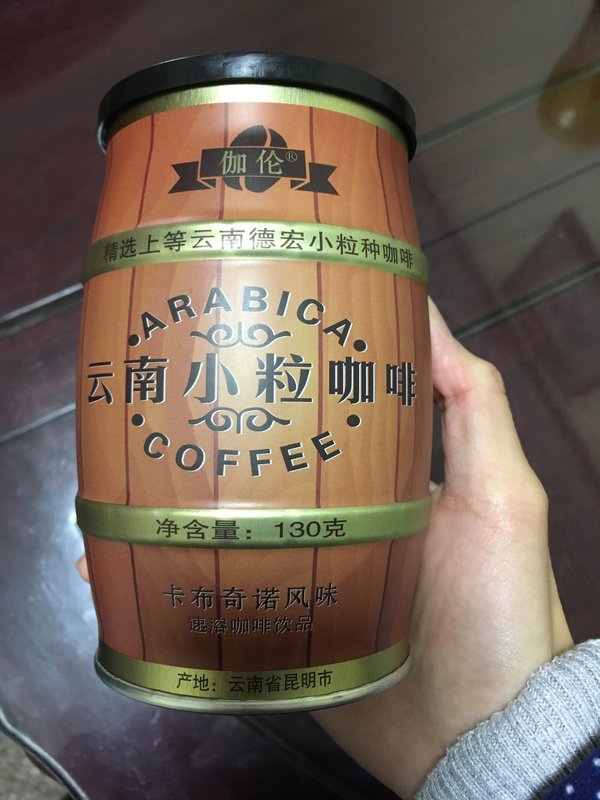 伽伦®
精选上等云南德宏小粒种咖啡
ARABICA
云南小粒咖啡
COFFEE
净含量：130克
卡布奇诺风味
速溶咖啡饮品
产地：云南省昆明市